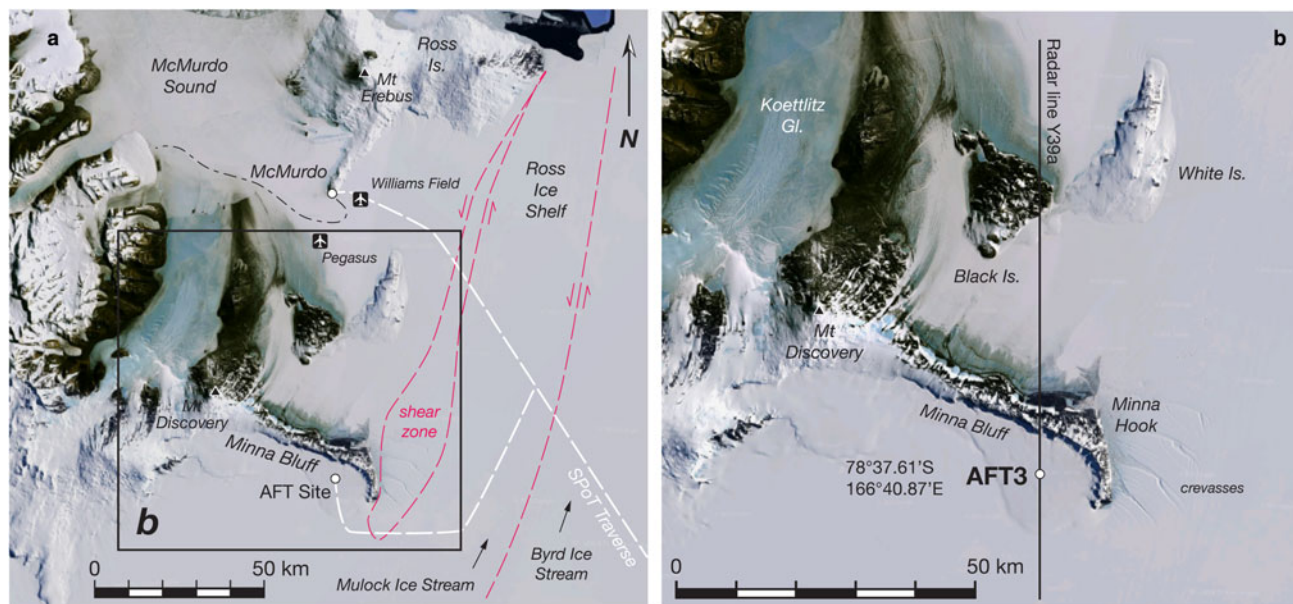 a
McMurdo
Sound
Ross
Is.
Mt
Erebus
N
McMurdo
Williams Field
Ross
Ice
Shelf
Pegasus
shear
zone
Mt
Discovery
Minna Bluff
AFT Site
SPoT Traverse
b
0
50 km
Mulock Ice Stream
Byrd Ice
Stream
b
Radar line Y39a
Koettlitz
Gl.
White Is.
Black Is.
Mt
Discovery
Minna Bluff
Minna
Hook
78°37.61'S
166°40.87'E
AFT3
crevasses
0
50 km